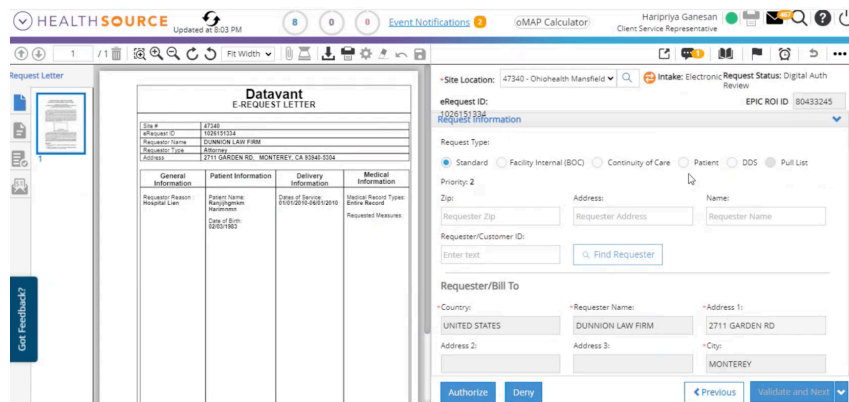 HEALTHSOURCE
Updated at 8:03 PM
8
0
0
Event Notifications 2
oMAP Calculator
Haripriya Ganesan
Client Service Representative
1
/ 1
Fit Width
Request Letter
1
Datavant
E-REQUEST LETTER
Site # 47340
eRequest ID 1026151334
Requestor Name DUNNION LAW FIRM
Requestor Type Attorney
Address 2711 GARDEN RD, MONTEREY, CA 93940-5304
General Information
Patient Information
Delivery Information
Medical Information
Requestor Reason :
Hospital Lien
Patient Name:
Ranjijhgmkm
Harimnmn
Date of Birth:
02/03/1983
Dates of Service:
01/01/2010-06/01/2010
Medical Record Types:
Entire Record
Requested Measures:
Got Feedback?
*Site Location:
47340 - Ohiohealth Mansfield
Intake: Electronic
Request Status: Digital Auth Review
eRequest ID:
1026151334
EPIC ROI ID 80433245
Request Information
Request Type:
Standard
Facility Internal (BOC)
Continuity of Care
Patient
DDS
Pull List
Priority: 2
Zip:
Address:
Name:
Requester Zip
Requester Address
Requester Name
Requester/Customer ID:
Enter text
Find Requester
Requester/Bill To
*Country:
*Requester Name:
*Address 1:
UNITED STATES
DUNNION LAW FIRM
2711 GARDEN RD
Address 2:
Address 3:
*City:
MONTEREY
Authorize
Deny
Previous
Validate and Next